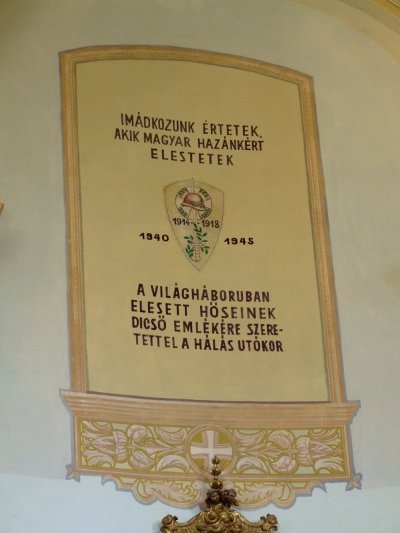 IMÁDKOZUNK ÉRTETEK,
AKIK MAGYAR HAZÁNKÉRT
ELESTETEK
1914 1918
1940 1945
A VILÁGHÁBORUBAN
ELESETT HŐSEINEK
DICSŐ EMLÉKÉRE SZERE-
TETTEL A HÁLÁS UTÓKOR